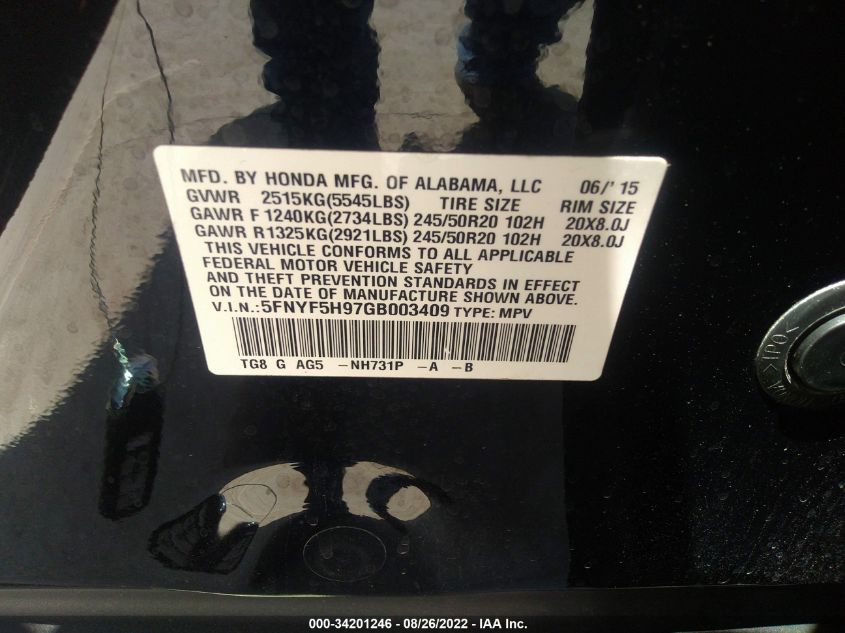 MFD. BY HONDA MFG. OF ALABAMA, LLC 06/' 15
GVWR 2515KG(5545LBS) TIRE SIZE RIM SIZE
GAWR F 1240KG(2734LBS) 245/50R20 102H 20X8.0J
GAWR R1325KG(2921LBS) 245/50R20 102H 20X8.0J
THIS VEHICLE CONFORMS TO ALL APPLICABLE
FEDERAL MOTOR VEHICLE SAFETY
AND THEFT PREVENTION STANDARDS IN EFFECT
ON THE DATE OF MANUFACTURE SHOWN ABOVE.
V.I.N.:5FNYF5H97GB003409 TYPE: MPV
TG8 G AG5 -NH731P -A -B
>IPO<
000-34201246 - 08/26/2022 - IAA Inc.